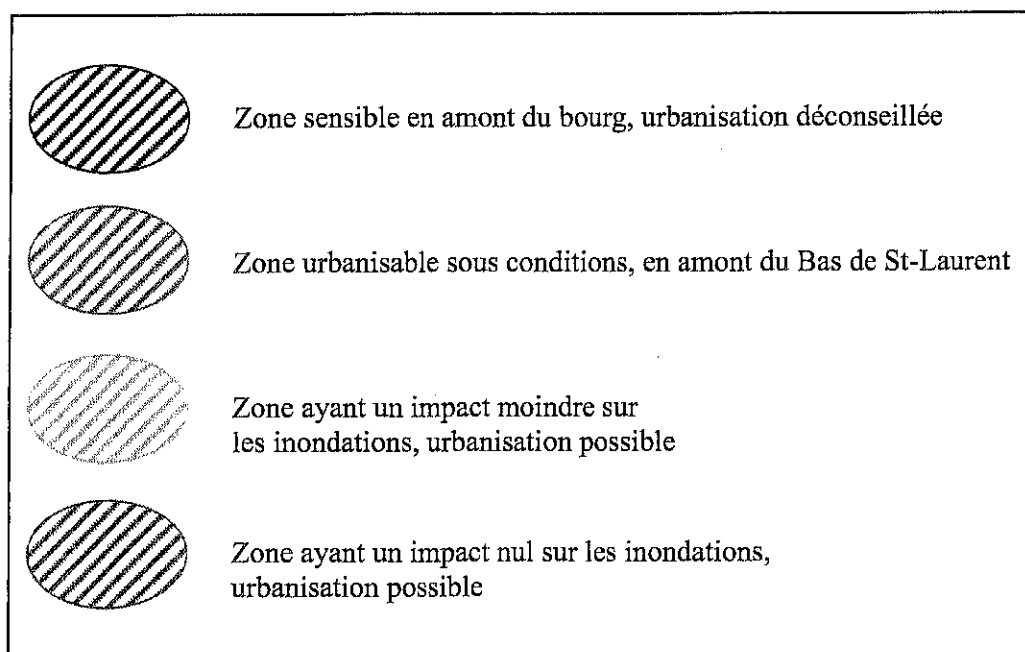 Zone sensible en amont du bourg, urbanisation déconseillée
Zone urbanisable sous conditions, en amont du Bas de St-Laurent
Zone ayant un impact moindre sur
les inondations, urbanisation possible
Zone ayant un impact nul sur les inondations,
urbanisation possible